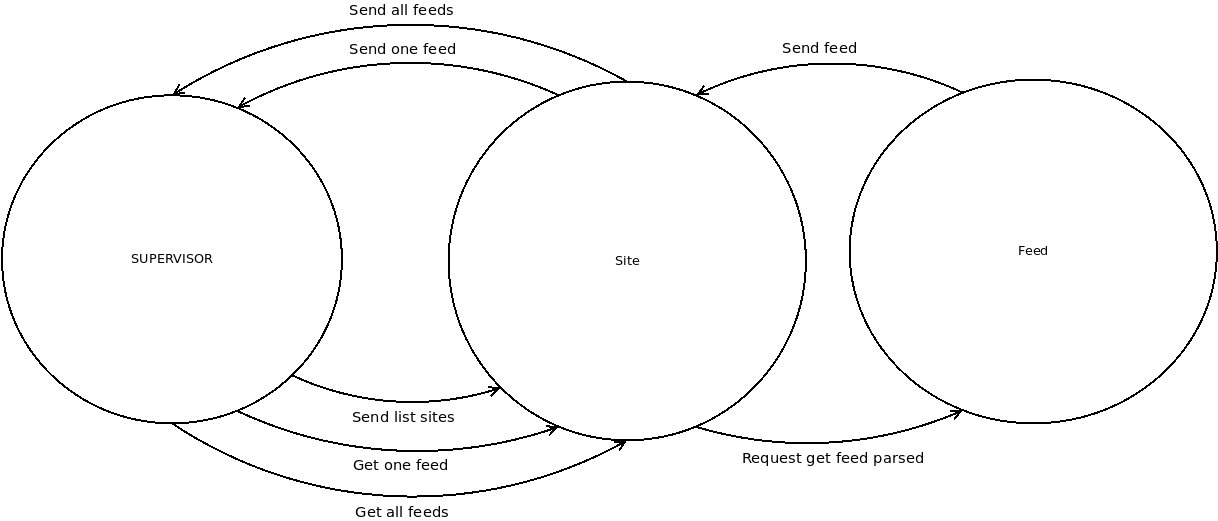 Send all feeds
Send one feed
Send feed
SUPERVISOR
Site
Feed
Send list sites
Get one feed
Request get feed parsed
Get all feeds